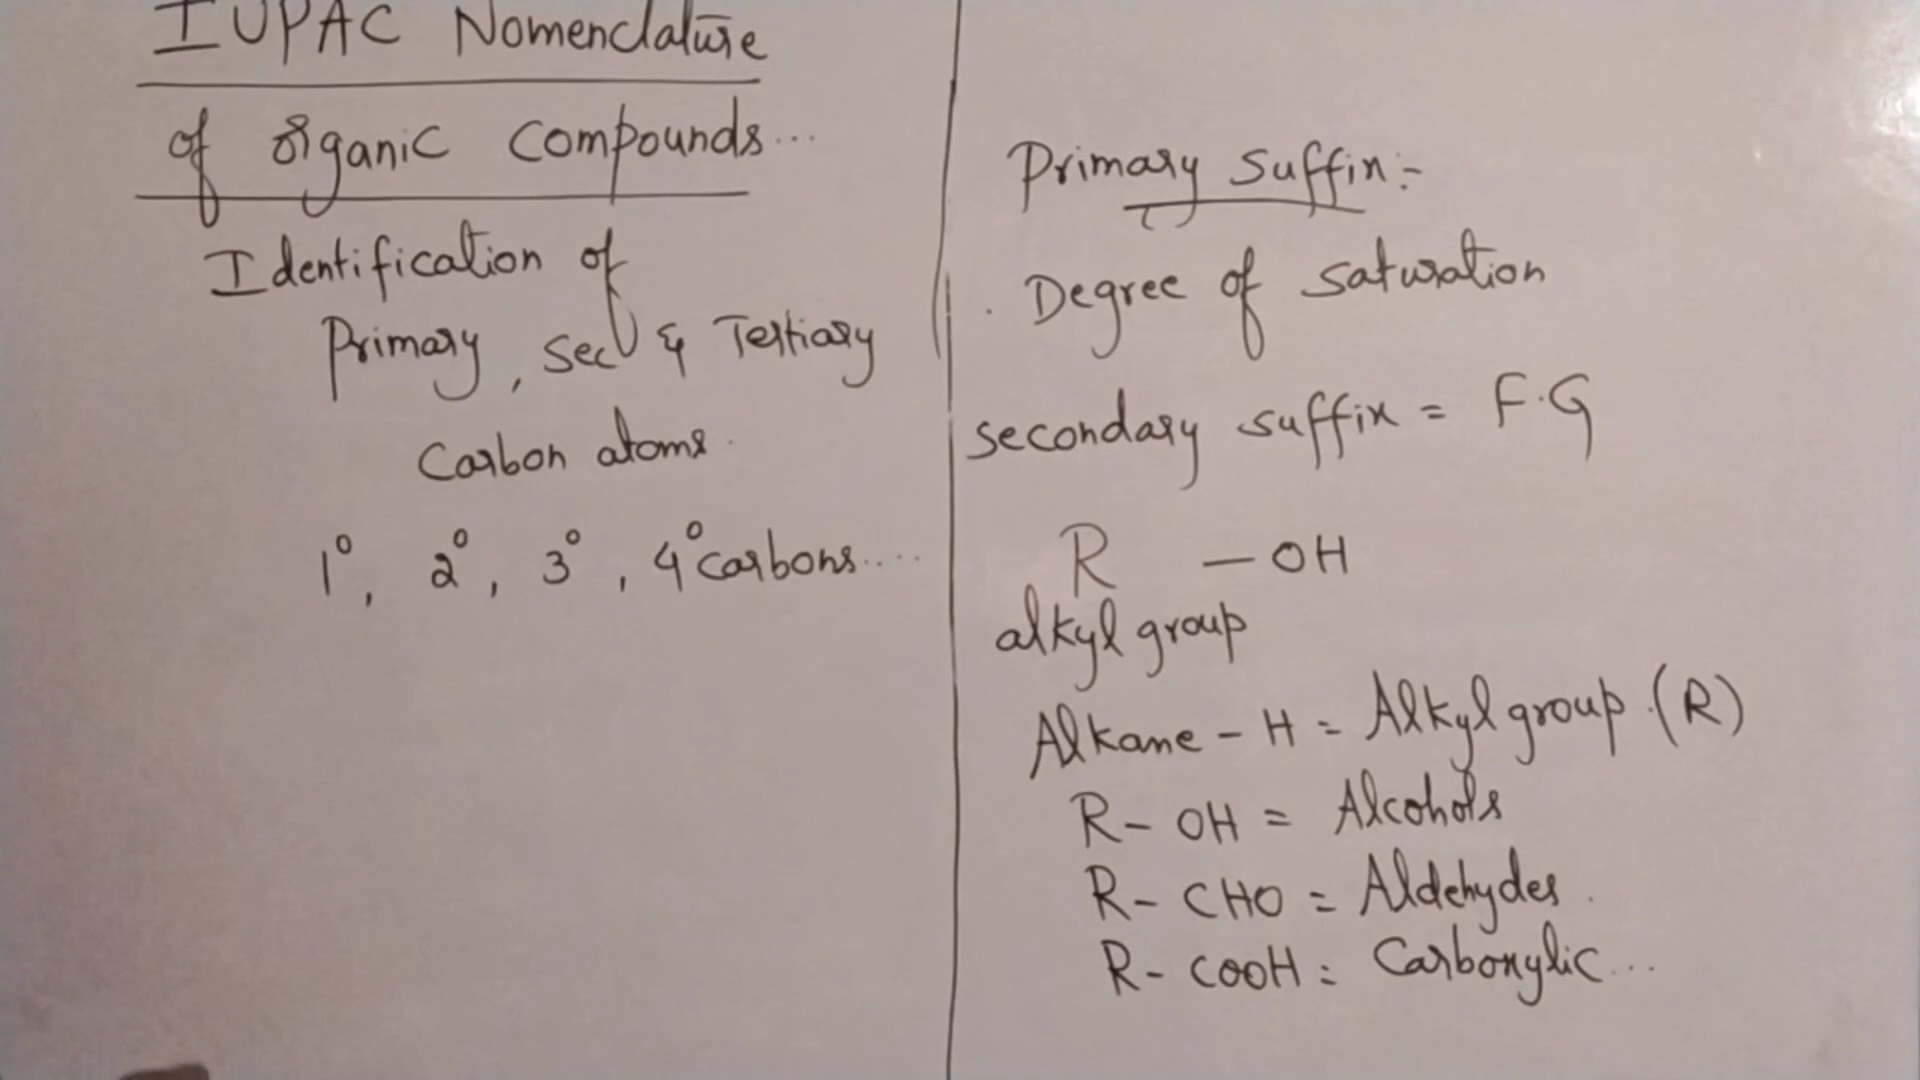 IUPAC Nomenclature
of organic compounds...
Identification of
Primary, sec & Tertiary
Carbon atoms.
1°, 2°, 3°, 4° carbons....
Primary suffix:-
Degree of saturation
secondary suffix = F.G
R - OH
alkyl group
Alkane - H = Alkyl group (R)
R- OH = Alcohols
R- CHO = Aldehydes.
R- COOH = Carboxylic...